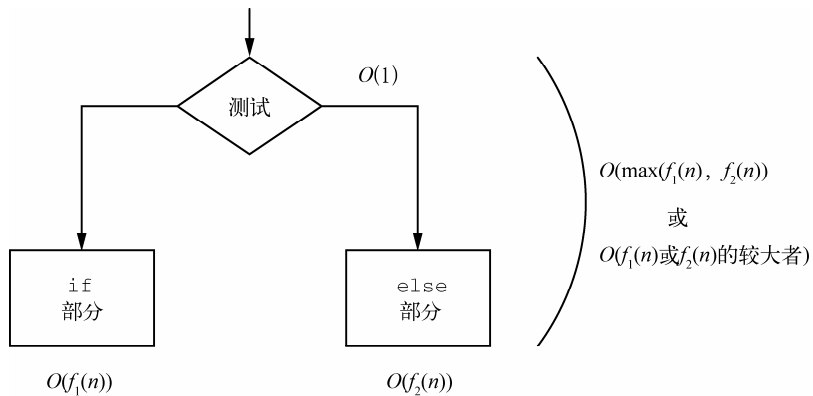 O(1)
测试
O(max(f₁(n), f₂(n))
或
O(f₁(n)或f₂(n)的较大者)
if
部分
else
部分
O(f₁(n))
O(f₂(n))